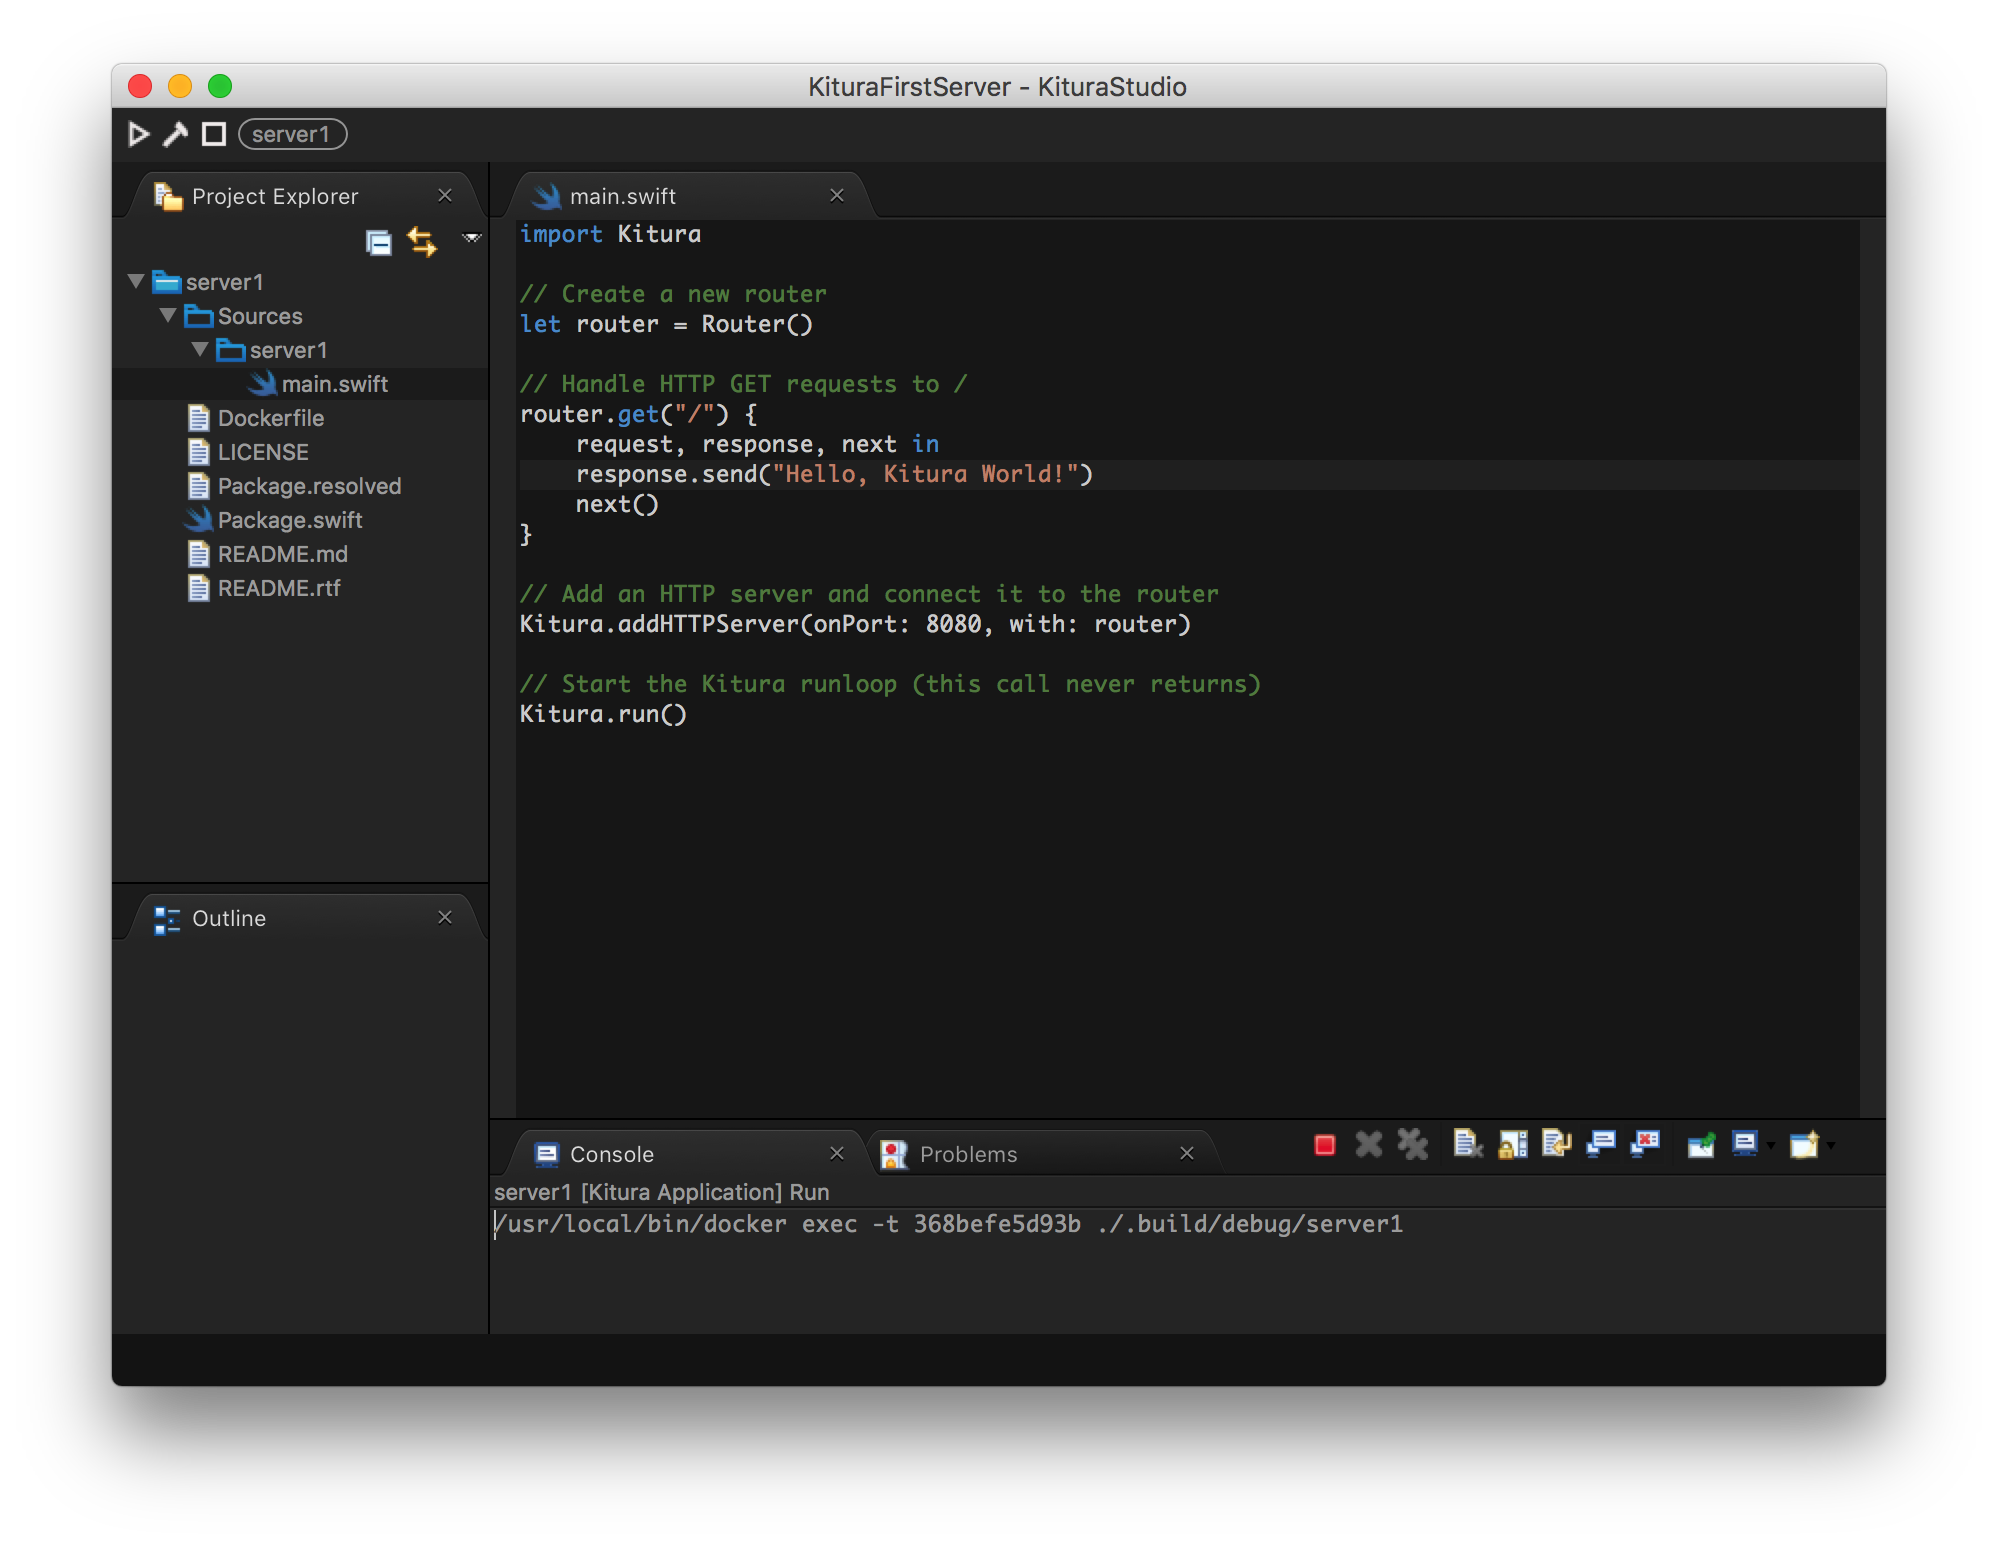 KituraFirstServer - KituraStudio
server1
Project Explorer
server1
Sources
server1
main.swift
Dockerfile
LICENSE
Package.resolved
Package.swift
README.md
README.rtf
Outline
main.swift
import Kitura
// Create a new router
let router = Router()
// Handle HTTP GET requests to /
router.get("/") {
request, response, next in
response.send("Hello, Kitura World!")
next()
}
// Add an HTTP server and connect it to the router
Kitura.addHTTPServer(onPort: 8080, with: router)
// Start the Kitura runloop (this call never returns)
Kitura.run()
Console
Problems
server1 [Kitura Application] Run
/usr/local/bin/docker exec -t 368befe5d93b ./.build/debug/server1